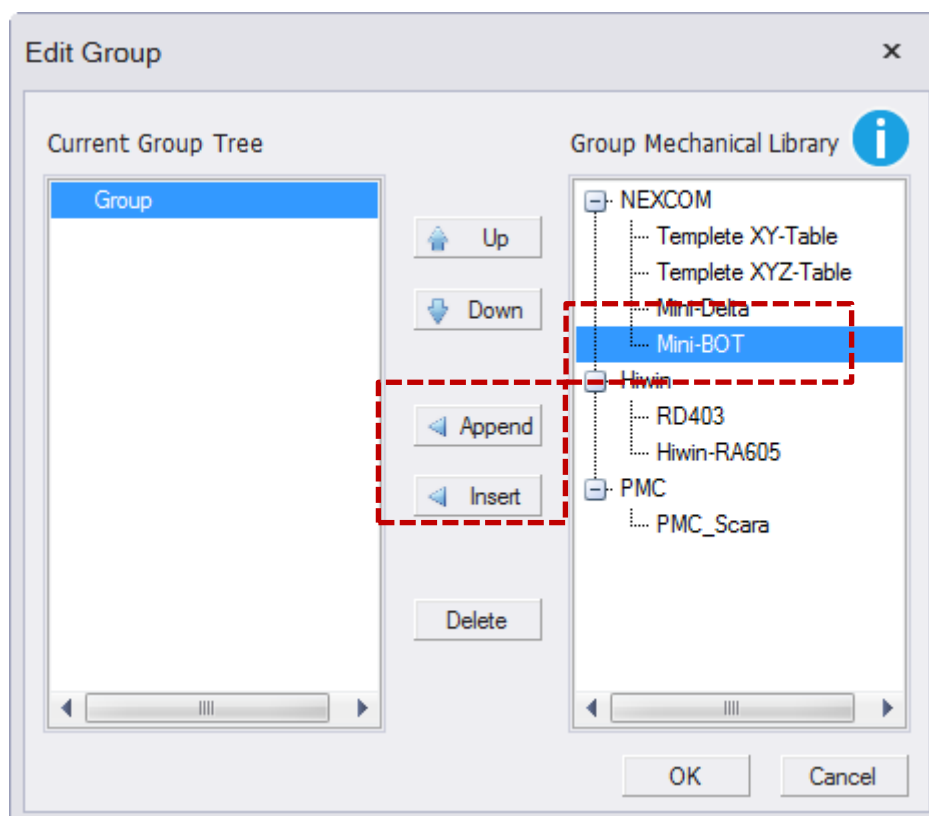 Edit Group
Current Group Tree
Group
Up
Down
Append
Insert
Delete
Group Mechanical Library
NEXCOM
Templete XY-Table
Templete XYZ-Table
Mini-Delta
Mini-BOT
Hiwin
RD403
Hiwin-RA605
PMC
PMC_Scara
OK
Cancel